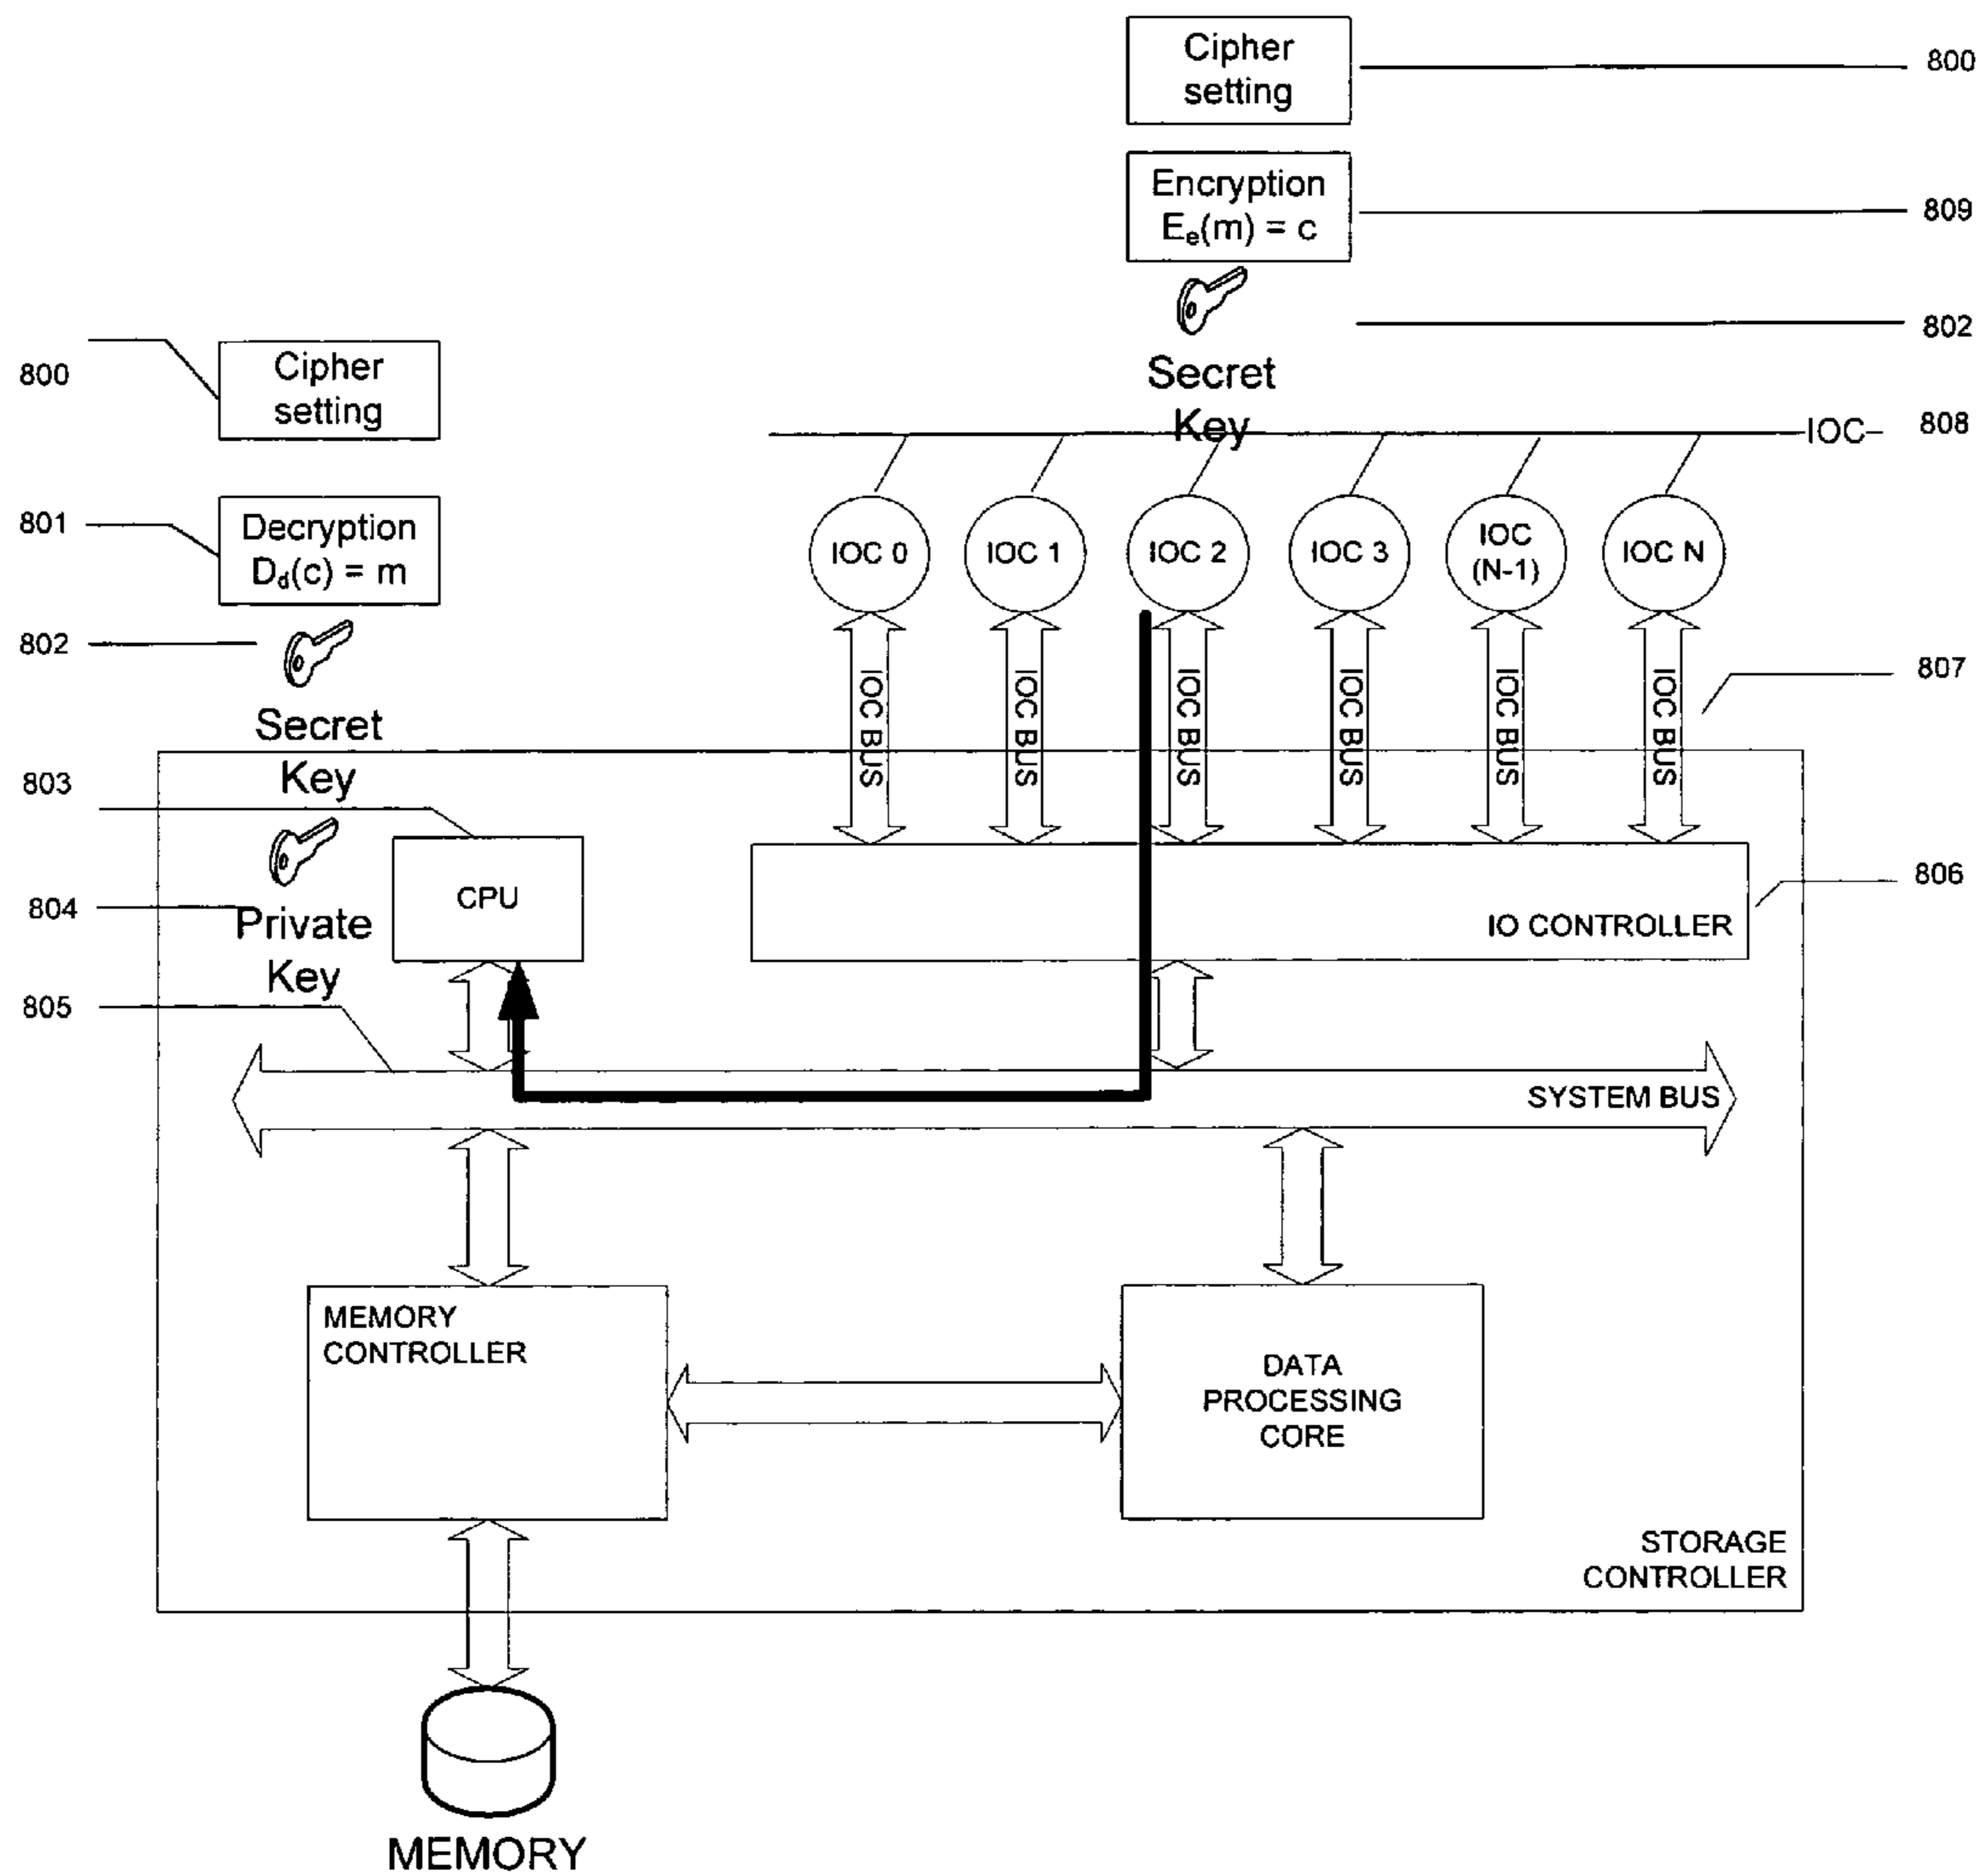 Cipher
setting
800
Encryption
Ee(m) = c
809
802
Secret
Key
800
Cipher
setting
IOC
808
801
Decryption
Dd(c) = m
IOC 0
IOC 1
IOC 2
IOC 3
IOC
(N-1)
IOC N
802
807
IOC BUS
IOC BUS
IOC BUS
IOC BUS
IOC BUS
IOC BUS
Secret
Key
803
CPU
806
IO CONTROLLER
804
Private
Key
805
SYSTEM BUS
MEMORY
CONTROLLER
DATA
PROCESSING
CORE
STORAGE
CONTROLLER
MEMORY